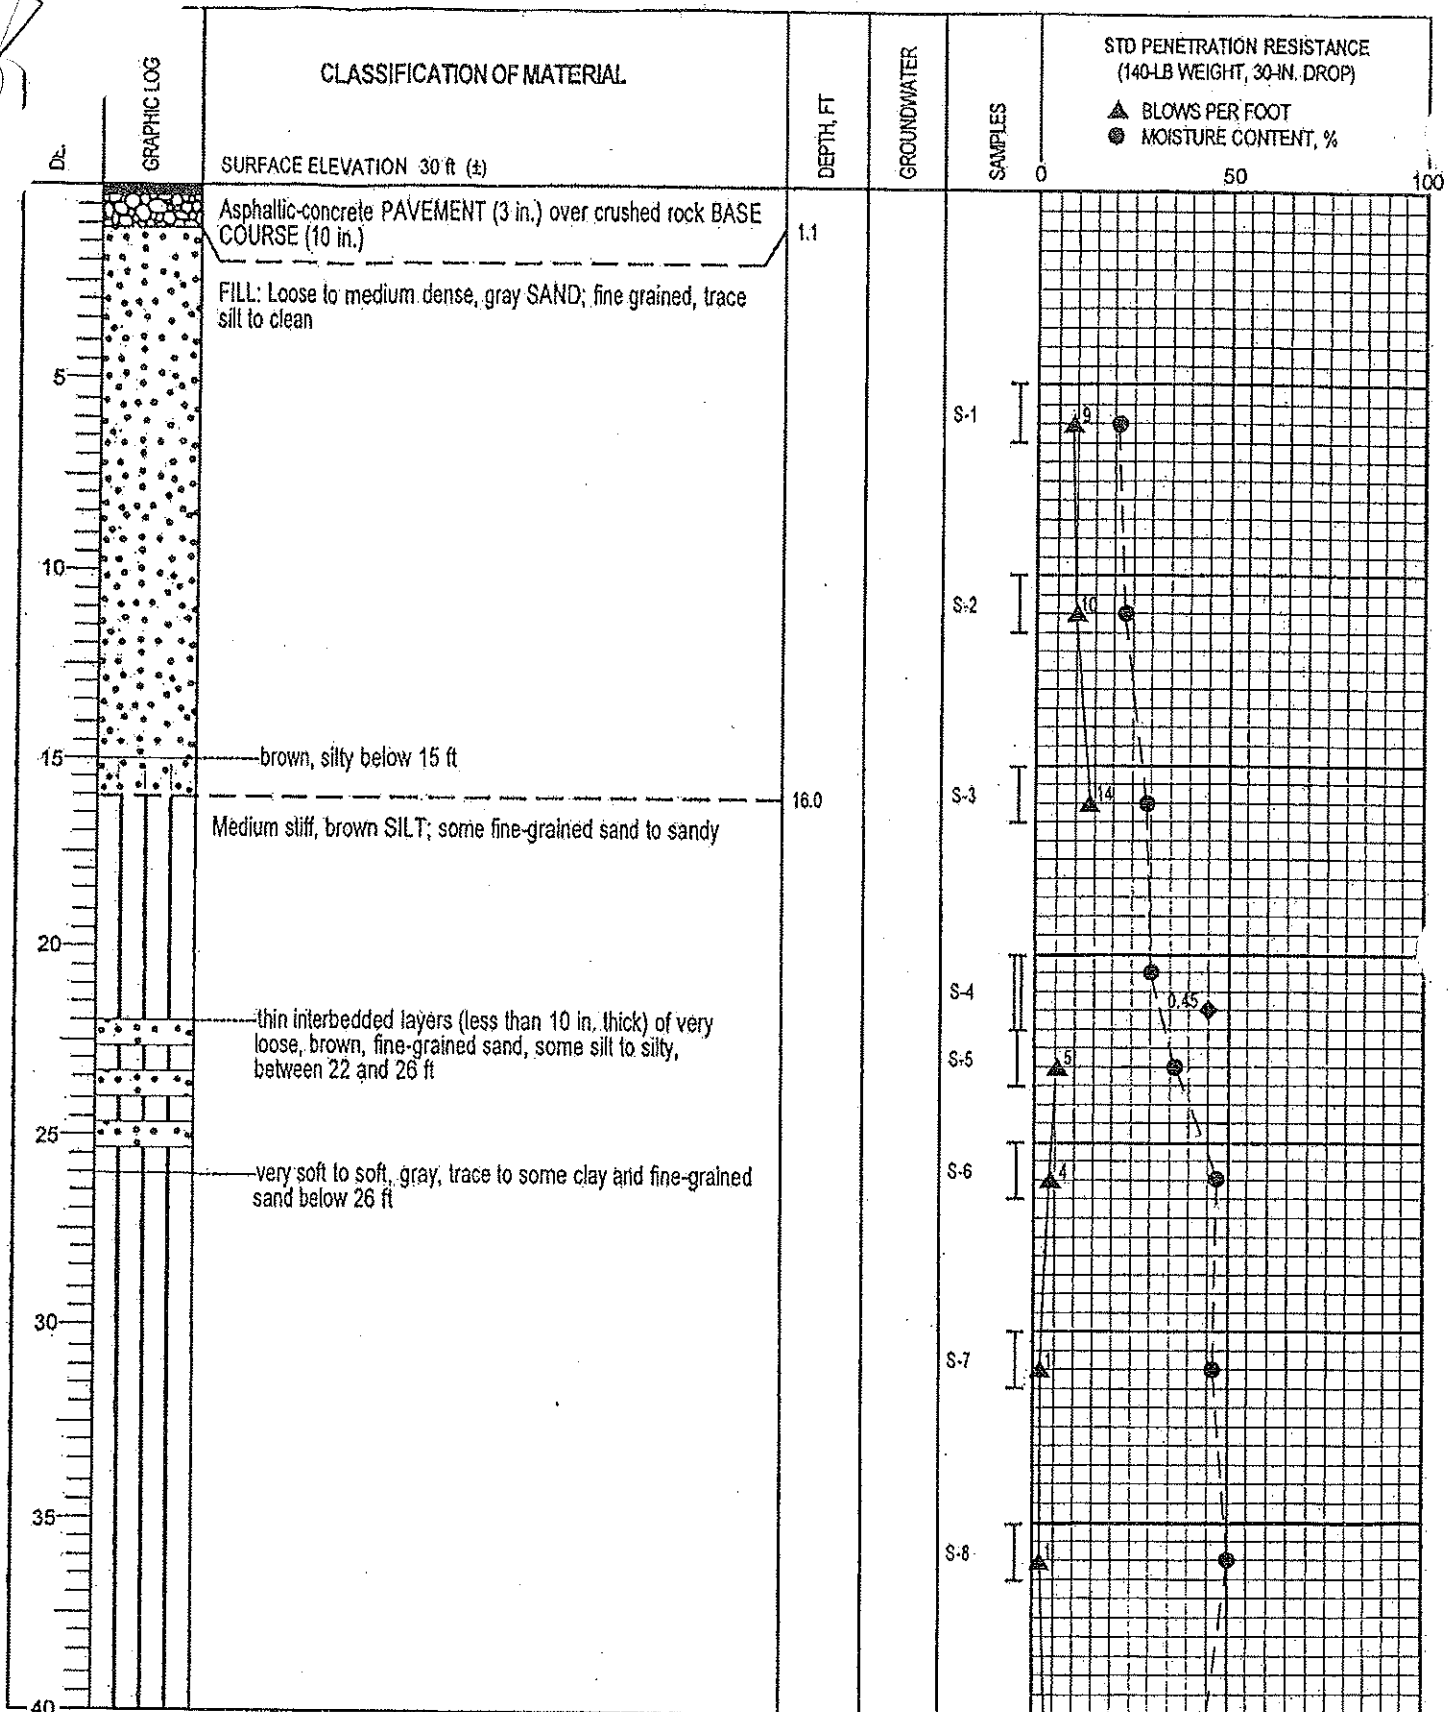 GRAPHIC LOG
CLASSIFICATION OF MATERIAL
SURFACE ELEVATION 30 ft (±)
DEPTH, FT
GROUNDWATER
SAMPLES
STD PENETRATION RESISTANCE
(140-LB WEIGHT, 30-IN. DROP)
▲ BLOWS PER FOOT
● MOISTURE CONTENT, %
0 50 100
Asphaltic-concrete PAVEMENT (3 in.) over crushed rock BASE
COURSE (10 in.)
1.1
FILL: Loose to medium dense, gray SAND; fine grained, trace
silt to clean
5
S-1
9
10
S-2
10
15
brown, silty below 15 ft
16.0
S-3
14
Medium stiff, brown SILT; some fine-grained sand to sandy
20
S-4
0.45
thin interbedded layers (less than 10 in. thick) of very
loose, brown, fine-grained sand, some silt to silty,
between 22 and 26 ft
S-5
5
25
S-6
4
very soft to soft, gray, trace to some clay and fine-grained
sand below 26 ft
30
S-7
1
35
S-8
1
40